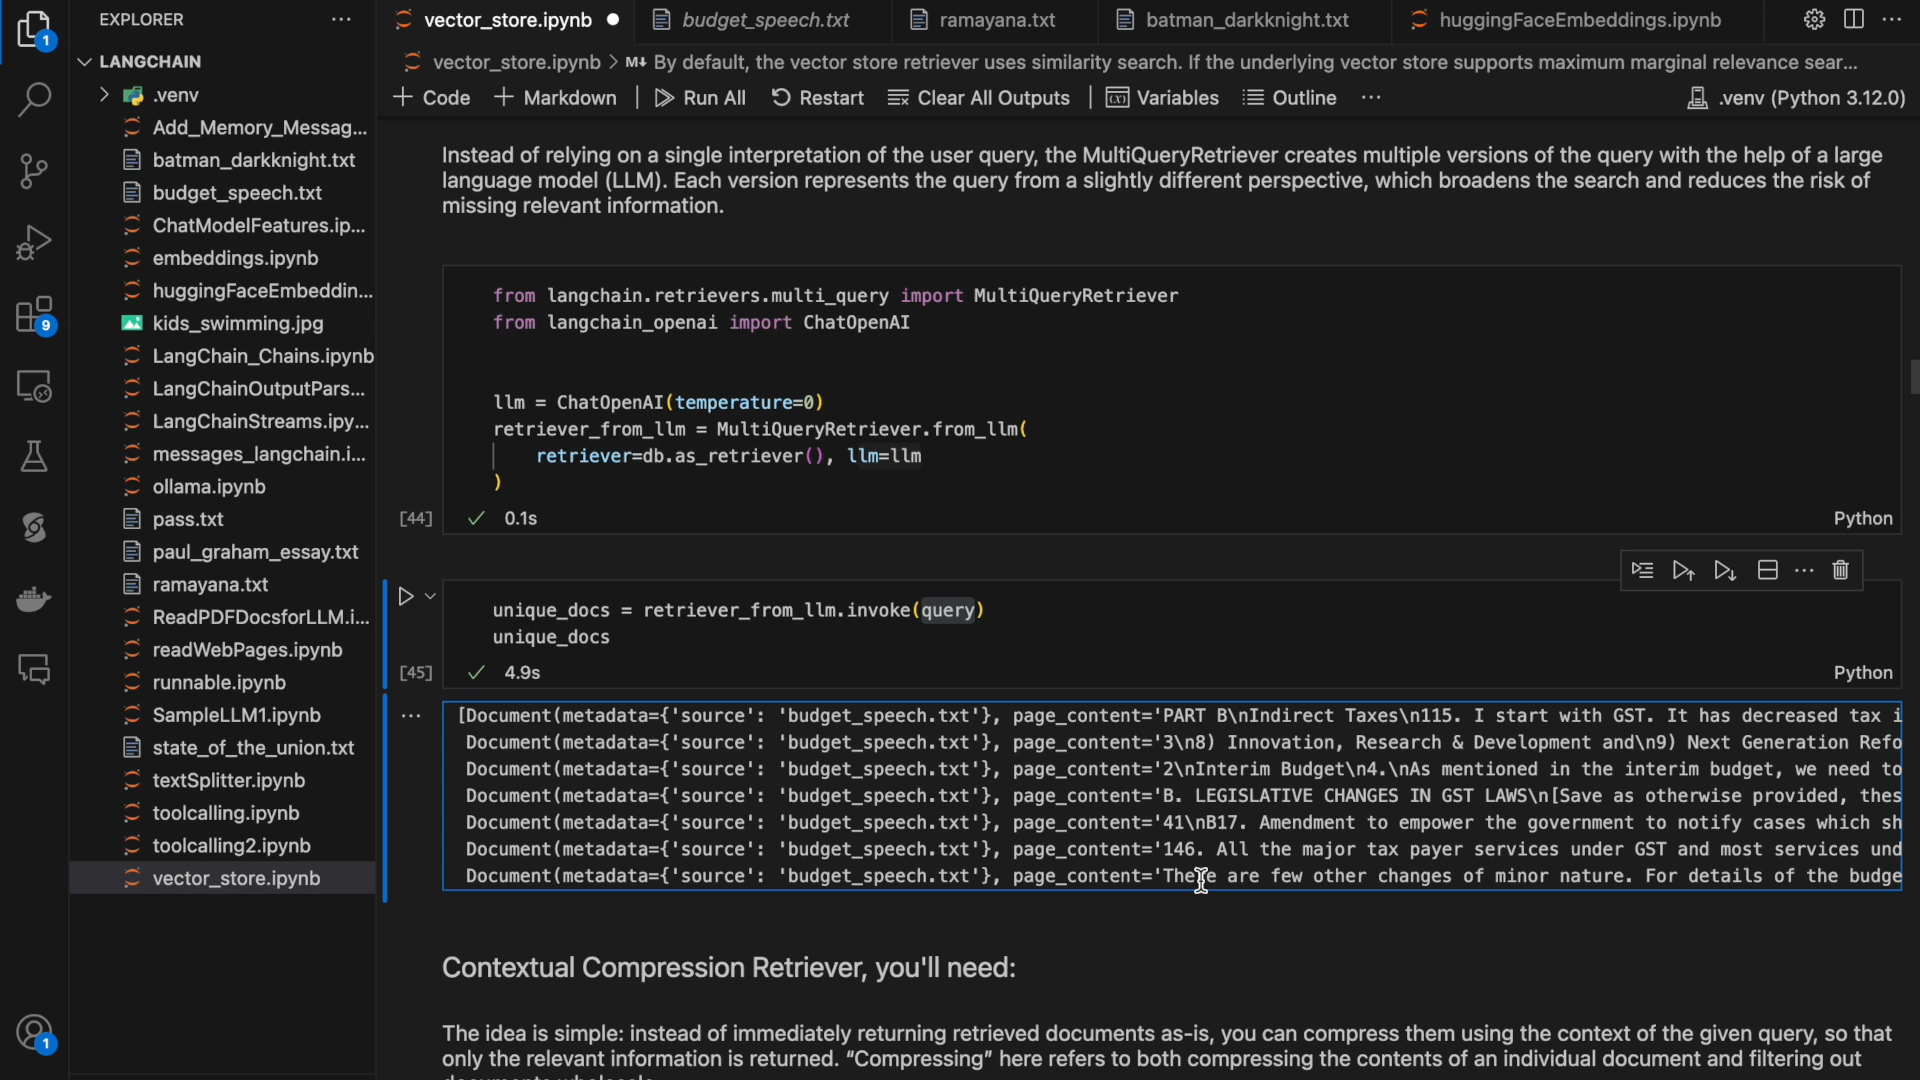 EXPLORER
LANGCHAIN
.venv
Add_Memory_Messag...
batman_darkknight.txt
budget_speech.txt
ChatModelFeatures.ip...
embeddings.ipynb
huggingFaceEmbeddin...
kids_swimming.jpg
LangChain_Chains.ipynb
LangChainOutputPars...
LangChainStreams.ipy...
messages_langchain.i...
ollama.ipynb
pass.txt
paul_graham_essay.txt
ramayana.txt
ReadPDFDocsforLLM.i...
readWebPages.ipynb
runnable.ipynb
SampleLLM1.ipynb
state_of_the_union.txt
textSplitter.ipynb
toolcalling.ipynb
toolcalling2.ipynb
vector_store.ipynb
1
9
1
vector_store.ipynb budget_speech.txt ramayana.txt batman_darkknight.txt huggingFaceEmbeddings.ipynb
vector_store.ipynb > M↓ By default, the vector store retriever uses similarity search. If the underlying vector store supports maximum marginal relevance sear...
+ Code + Markdown Run All Restart Clear All Outputs Variables Outline ... .venv (Python 3.12.0)
Instead of relying on a single interpretation of the user query, the MultiQueryRetriever creates multiple versions of the query with the help of a large
language model (LLM). Each version represents the query from a slightly different perspective, which broadens the search and reduces the risk of
missing relevant information.
from langchain.retrievers.multi_query import MultiQueryRetriever
from langchain_openai import ChatOpenAI
llm = ChatOpenAI(temperature=0)
retriever_from_llm = MultiQueryRetriever.from_llm(
retriever=db.as_retriever(), llm=llm
)
[44] 0.1s Python
unique_docs = retriever_from_llm.invoke(query)
unique_docs
[45] 4.9s Python
[Document(metadata={'source': 'budget_speech.txt'}, page_content='PART B\nIndirect Taxes\n115. I start with GST. It has decreased tax i
Document(metadata={'source': 'budget_speech.txt'}, page_content='3\n8) Innovation, Research & Development and\n9) Next Generation Refo
Document(metadata={'source': 'budget_speech.txt'}, page_content='2\nInterim Budget\n4.\nAs mentioned in the interim budget, we need to
Document(metadata={'source': 'budget_speech.txt'}, page_content='B. LEGISLATIVE CHANGES IN GST LAWS\n[Save as otherwise provided, thes
Document(metadata={'source': 'budget_speech.txt'}, page_content='41\nB17. Amendment to empower the government to notify cases which sh
Document(metadata={'source': 'budget_speech.txt'}, page_content='146. All the major tax payer services under GST and most services und
Document(metadata={'source': 'budget_speech.txt'}, page_content='There are few other changes of minor nature. For details of the budge
Contextual Compression Retriever, you'll need:
The idea is simple: instead of immediately returning retrieved documents as-is, you can compress them using the context of the given query, so that
only the relevant information is returned. “Compressing” here refers to both compressing the contents of an individual document and filtering out